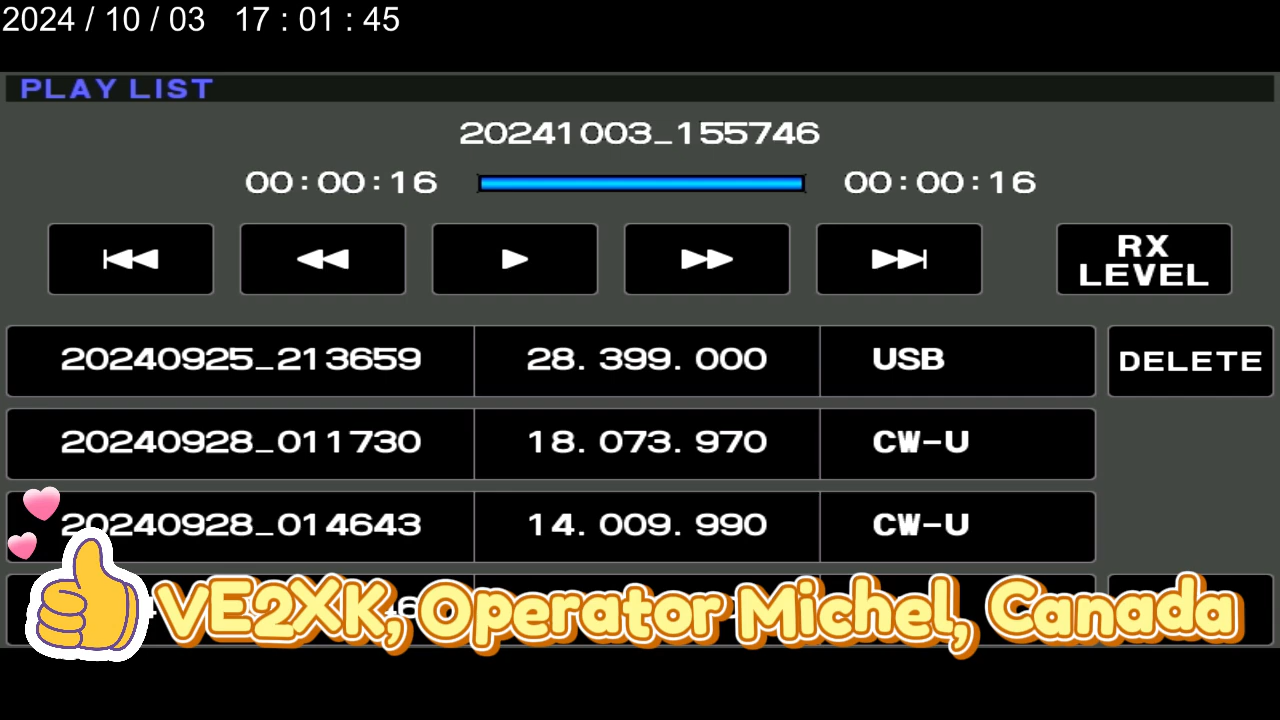 2024 / 10 / 03 17 : 01 : 45
PLAY LIST
20241003_155746
00:00:16 00:00:16
RX
LEVEL
20240925_213659 28. 399. 000 USB DELETE
20240928_011730 18. 073. 970 CW-U
20240928_014643 14. 009. 990 CW-U
VE2XK, Operator Michel, Canada